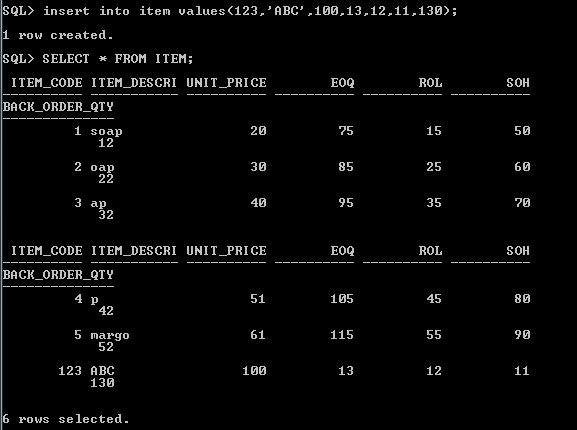 SQL> insert into item values(123,'ABC',100,13,12,11,130);
1 row created.
SQL> SELECT * FROM ITEM;
ITEM_CODE ITEM_DESCRI UNIT_PRICE EOQ ROL SOH
BACK_ORDER_QTY
1 soap 20 75 15 50
12
2 oap 30 85 25 60
22
3 ap 40 95 35 70
32
ITEM_CODE ITEM_DESCRI UNIT_PRICE EOQ ROL SOH
BACK_ORDER_QTY
4 p 51 105 45 80
42
5 margo 61 115 55 90
52
123 ABC 100 13 12 11
130
6 rows selected.